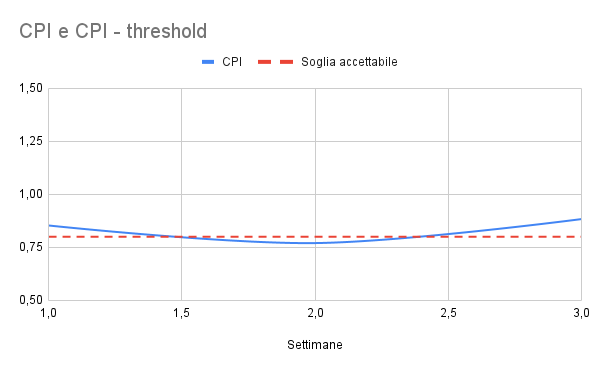 CPI e CPI - threshold
CPI
Soglia accettabile
1,50
1,25
1,00
0,75
0,50
1,0
1,5
2,0
2,5
3,0
Settimane